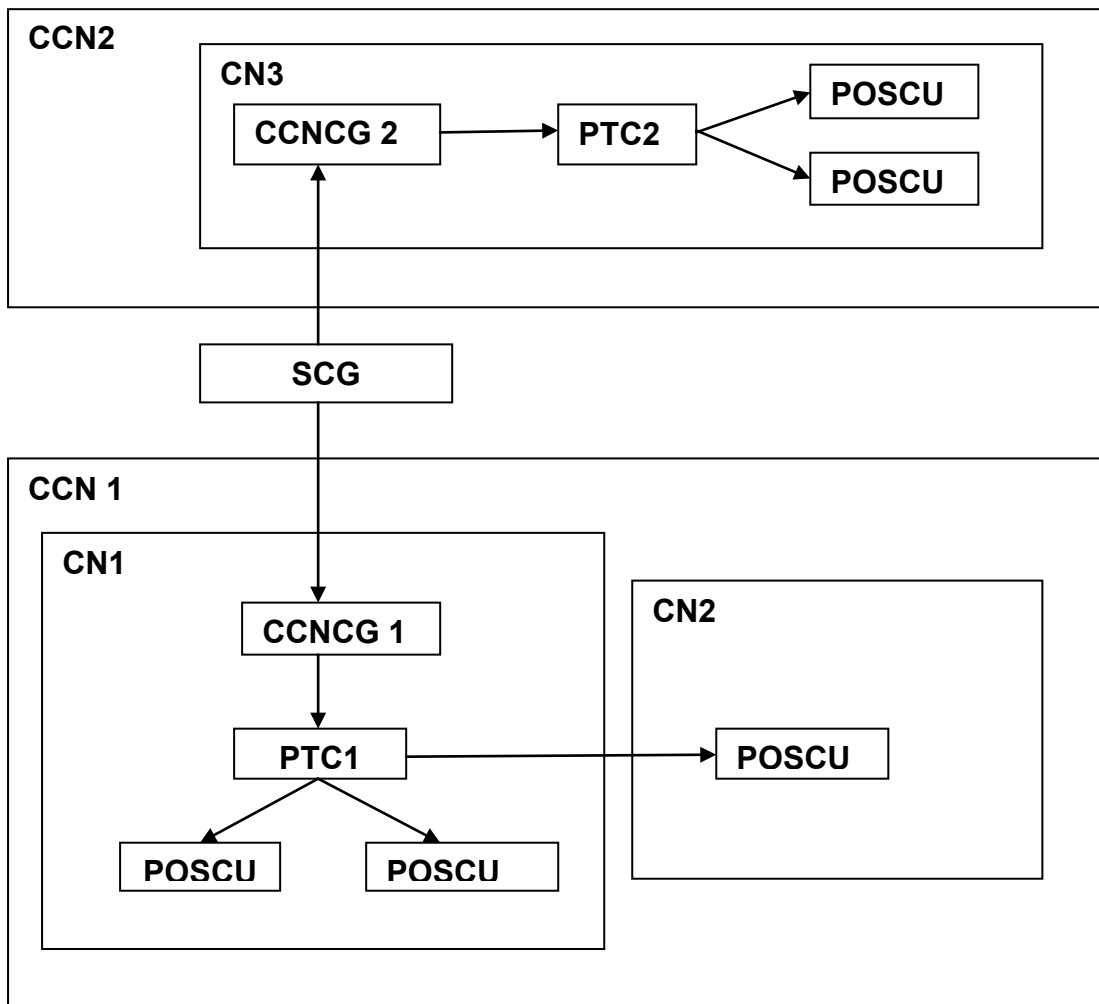 CCN2
CN3
CCNCG 2
PTC2
POSCU
POSCU
SCG
CCN 1
CN1
CN2
CCNCG 1
PTC1
POSCU
POSCU
POSCU